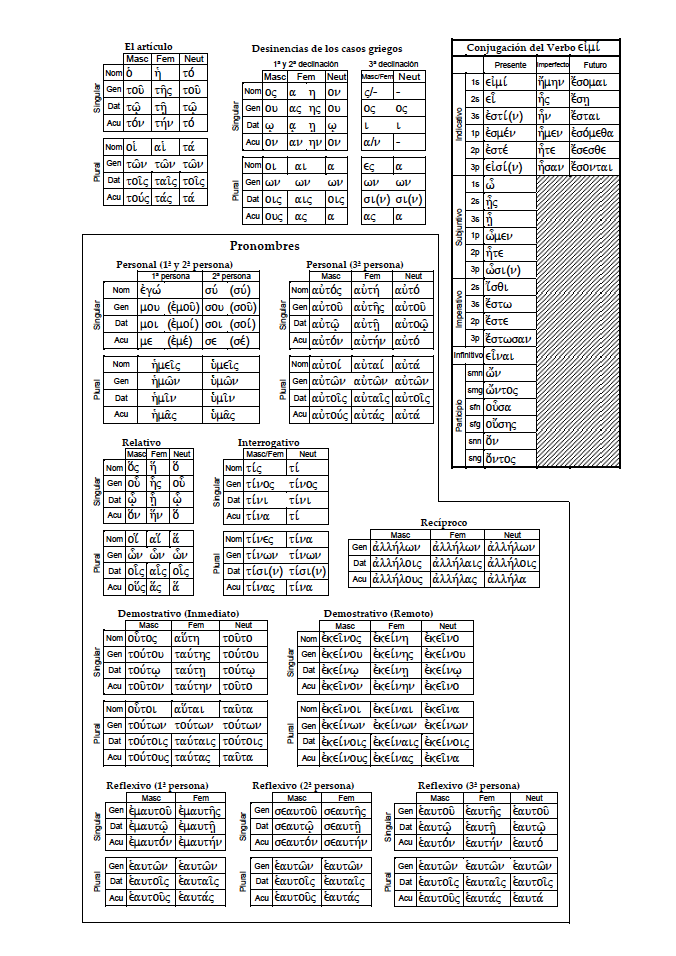 El artículo
Masc Fem Neut
Singular
Nom ὁ ἡ τό
Gen τοῦ τῆς τοῦ
Dat τῷ τῇ τῷ
Acu τόν τήν τό
Plural
Nom οἱ αἱ τά
Gen τῶν τῶν τῶν
Dat τοῖς ταῖς τοῖς
Acu τούς τάς τά
Desinencias de los casos griegos
1ª y 2ª declinación 3ª declinación
Masc Fem Neut Masc/Fem Neut
Singular
Nom ος α η ον ς/- -
Gen ου ας ης ου ος ος
Dat ῳ ᾳ ῃ ῳ ι ι
Acu ον αν ην ον α/ν -
Plural
Nom οι αι α ες α
Gen ων ων ων ων ων
Dat οις αις οις σι(ν) σι(ν)
Acu ους ας α ας α
Conjugación del Verbo εἰμί
Presente Imperfecto Futuro
Indicativo
1s εἰμί ἤμην ἔσομαι
2s εἶ ἦς ἔσῃ
3s ἐστί(ν) ἦν ἔσται
1p ἐσμέν ἦμεν ἐσόμεθα
2p ἐστέ ἦτε ἔσεσθε
3p εἰσί(ν) ἦσαν ἔσονται
Subjuntivo
1s ὦ
2s ᾖς
3s ᾖ
1p ὦμεν
2p ἦτε
3p ὦσι(ν)
Imperativo
2s ἴσθι
3s ἔστω
2p ἔστε
3p ἔστωσαν
Infinitivo εἶναι
Participio
smn ὤν
smg ὄντος
sfn οὖσα
sfg οὔσης
snn ὄν
sng ὄντος
Pronombres
Personal (1ª y 2ª persona)
1ª persona 2ª persona
Singular
Nom ἐγώ σύ (σύ)
Gen μου (ἐμοῦ) σου (σοῦ)
Dat μοι (ἐμοί) σοι (σοί)
Acu με (ἐμέ) σε (σέ)
Plural
Nom ἡμεῖς ὑμεῖς
Gen ἡμῶν ὑμῶν
Dat ἡμῖν ὑμῖν
Acu ἡμᾶς ὑμᾶς
Personal (3ª persona)
Masc Fem Neut
Singular
Nom αὐτός αὐτή αὐτό
Gen αὐτοῦ αὐτῆς αὐτοῦ
Dat αὐτῷ αὐτῇ αὐτοῳ
Acu αὐτόν αὐτήν αὐτό
Plural
Nom αὐτοί αὐταί αὐτά
Gen αὐτῶν αὐτῶν αὐτῶν
Dat αὐτοῖς αὐταῖς αὐτοῖς
Acu αὐτούς αὐτάς αὐτά
Relativo
Masc Fem Neut
Singular
Nom ὅς ἥ ὅ
Gen οὗ ἧς οὗ
Dat ᾧ ᾗ ᾧ
Acu ὅν ἥν ὅ
Plural
Nom οἵ αἵ ἅ
Gen ὧν ὧν ὧν
Dat οἷς αἷς οἷς
Acu οὕς ἅς ἅ
Interrogativo
Masc/Fem Neut
Singular
Nom τίς τί
Gen τίνος τίνος
Dat τίνι τίνι
Acu τίνα τί
Plural
Nom τίνες τίνα
Gen τίνων τίνων
Dat τίσι(ν) τίσι(ν)
Acu τίνας τίνα
Recíproco
Masc Fem Neut
Gen ἀλλήλων ἀλλήλων ἀλλήλων
Dat ἀλλήλοις ἀλλήλαις ἀλλήλοις
Acu ἀλλήλους ἀλλήλας ἀλλήλα
Demostrativo (Inmediato)
Masc Fem Neut
Singular
Nom οὗτος αὕτη τοῦτο
Gen τούτου ταύτης τούτου
Dat τούτῳ ταύτῃ τούτῳ
Acu τοῦτον ταύτην τοῦτο
Plural
Nom οὗτοι αὗται ταῦτα
Gen τούτων τούτων τούτων
Dat τούτοις ταύταις τούτοις
Acu τούτους ταύτας ταῦτα
Demostrativo (Remoto)
Masc Fem Neut
Singular
Nom ἐκεῖνος ἐκείνη ἐκεῖνο
Gen ἐκείνου ἐκείνης ἐκείνου
Dat ἐκείνῳ ἐκείνῃ ἐκείνῳ
Acu ἐκεῖνον ἐκείνην ἐκεῖνο
Plural
Nom ἐκεῖνοι ἐκεῖναι ἐκεῖνα
Gen ἐκείνων ἐκείνων ἐκείνων
Dat ἐκείνοις ἐκείναις ἐκείνοις
Acu ἐκείνους ἐκείνας ἐκεῖνα
Reflexivo (1ª persona)
Masc Fem
Singular
Gen ἐμαυτοῦ ἐμαυτῆς
Dat ἐμαυτῷ ἐμαυτῇ
Acu ἐμαυτόν ἐμαυτήν
Plural
Gen ἑαυτῶν ἑαυτῶν
Dat ἑαυτοῖς ἑαυταῖς
Acu ἑαυτοῦς ἑαυτάς
Reflexivo (2ª persona)
Masc Fem
Singular
Gen σεαυτοῦ σεαυτῆς
Dat σεαυτῷ σεαυτῇ
Acu σεαυτόν σεαυτήν
Plural
Gen ἑαυτῶν ἑαυτῶν
Dat ἑαυτοῖς ἑαυταῖς
Acu ἑαυτοῦς ἑαυτάς
Reflexivo (3ª persona)
Masc Fem Neut
Singular
Gen ἑαυτοῦ ἑαυτῆς ἑαυτοῦ
Dat ἑαυτῷ ἑαυτῇ ἑαυτῷ
Acu ἑαυτόν ἑαυτήν ἑαυτό
Plural
Gen ἑαυτῶν ἑαυτῶν ἑαυτῶν
Dat ἑαυτοῖς ἑαυταῖς ἑαυτοῖς
Acu ἑαυτοῦς ἑαυτάς ἑαυτά